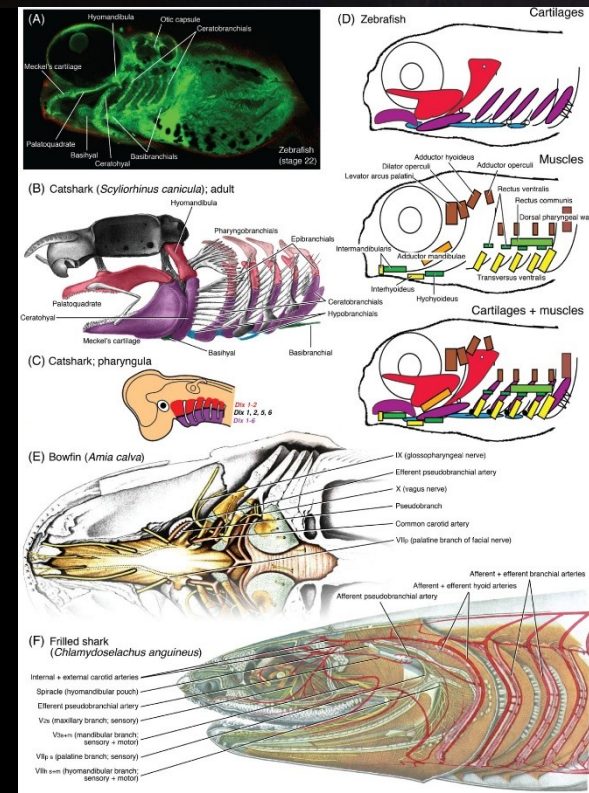 (A)
Hyomandibula
Otic capsule
Ceratobranchials
Meckel's cartilage
Palatoquadrate
Basihyal
Ceratohyal
Basibranchials
Zebrafish
(stage 22)
(B) Catshark (Scyliorhinus canicula); adult
Hyomandibula
Pharyngobranchials
Epibranchials
Palatoquadrate
Ceratohyal
Meckel's cartilage
Basihyal
Ceratobranchials
Hypobranchials
Basibranchial
(C) Catshark; pharyngula
Dlx 1-2
Dlx 1, 2, 5, 6
Dlx 1-6
(D) Zebrafish
Cartilages
Muscles
Adductor hyoideus
Dilator operculi
Levator arcus palatini
Adductor operculi
Rectus ventralis
Rectus communis
Dorsal pharyngeal wa
Intermandibularis
Adductor mandibulae
Interhyoideus
Hyohyoideus
Transversus ventralis
Cartilages + muscles
(E) Bowfin (Amia calva)
IX (glossopharyngeal nerve)
Efferent pseudobranchial artery
X (vagus nerve)
Pseudobranch
Common carotid artery
VIIp (palatine branch of facial nerve)
Afferent + efferent branchial arteries
Afferent + efferent hyoid arteries
Afferent pseudobranchial artery
(F) Frilled shark
(Chlamydoselachus anguineus)
Internal + external carotid arteries
Spiracle (hyomandibular pouch)
Efferent pseudobranchial artery
V2s (maxillary branch; sensory)
V3s+m (mandibular branch;
sensory + motor)
VIIp s (palatine branch; sensory)
VIIh s+m (hyomandibular branch;
sensory + motor)